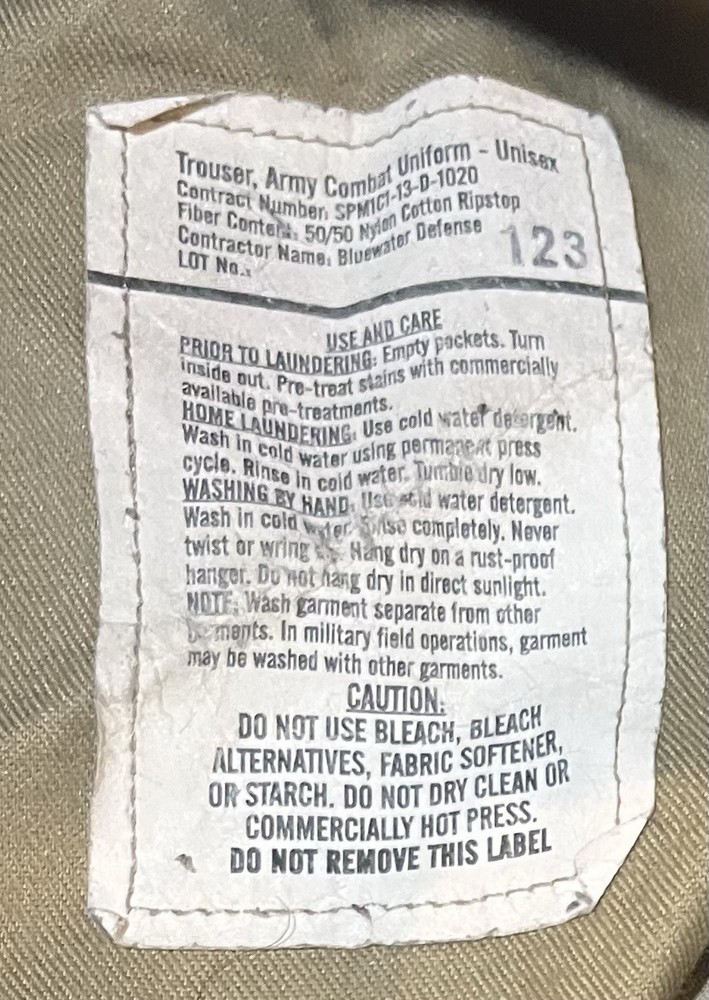 Trouser, Army Combat Uniform - Unisex
Contract Number: SPM1C1-13-D-1020
Fiber Content: 50/50 Nylon Cotton Ripstop
Contractor Name: Bluewater Defense
LOT No.: 123
USE AND CARE
PRIOR TO LAUNDERING: Empty pockets. Turn
inside out. Pre-treat stains with commercially
available pre-treatments.
HOME LAUNDERING: Use cold water detergent.
Wash in cold water using permanent press
cycle. Rinse in cold water. Tumble dry low.
WASHING BY HAND: Use cold water detergent.
Wash in cold water. Rinse completely. Never
twist or wring Hang dry on a rust-proof
hanger. Do not hang dry in direct sunlight.
NOTE: Wash garment separate from other
garments. In military field operations, garment
may be washed with other garments.
CAUTION:
DO NOT USE BLEACH, BLEACH
ALTERNATIVES, FABRIC SOFTENER,
OR STARCH. DO NOT DRY CLEAN OR
COMMERCIALLY HOT PRESS.
DO NOT REMOVE THIS LABEL